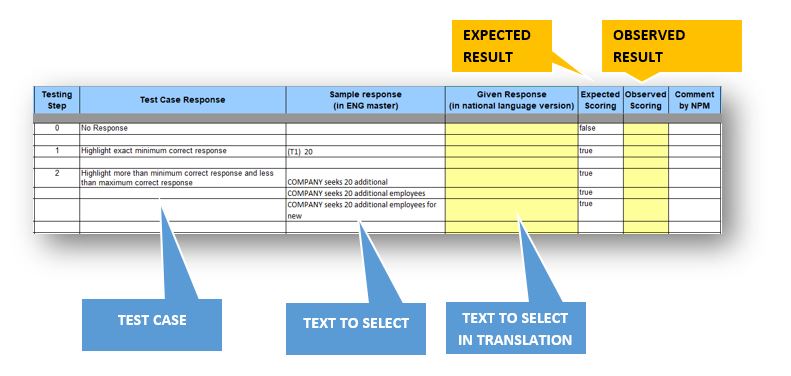 EXPECTED
RESULT
OBSERVED
RESULT
Testing
Step
Test Case Response
Sample response
(in ENG master)
Given Response
(in national language version)
Expected
Scoring
Observed
Scoring
Comment
by NPM
0
No Response
false
1
Highlight exact minimum correct response
(T1) 20
true
2
Highlight more than minimum correct response and less
than maximum correct response
COMPANY seeks 20 additional
true
COMPANY seeks 20 additional employees
true
COMPANY seeks 20 additional employees for
new
true
TEST CASE
TEXT TO SELECT
TEXT TO SELECT
IN TRANSLATION